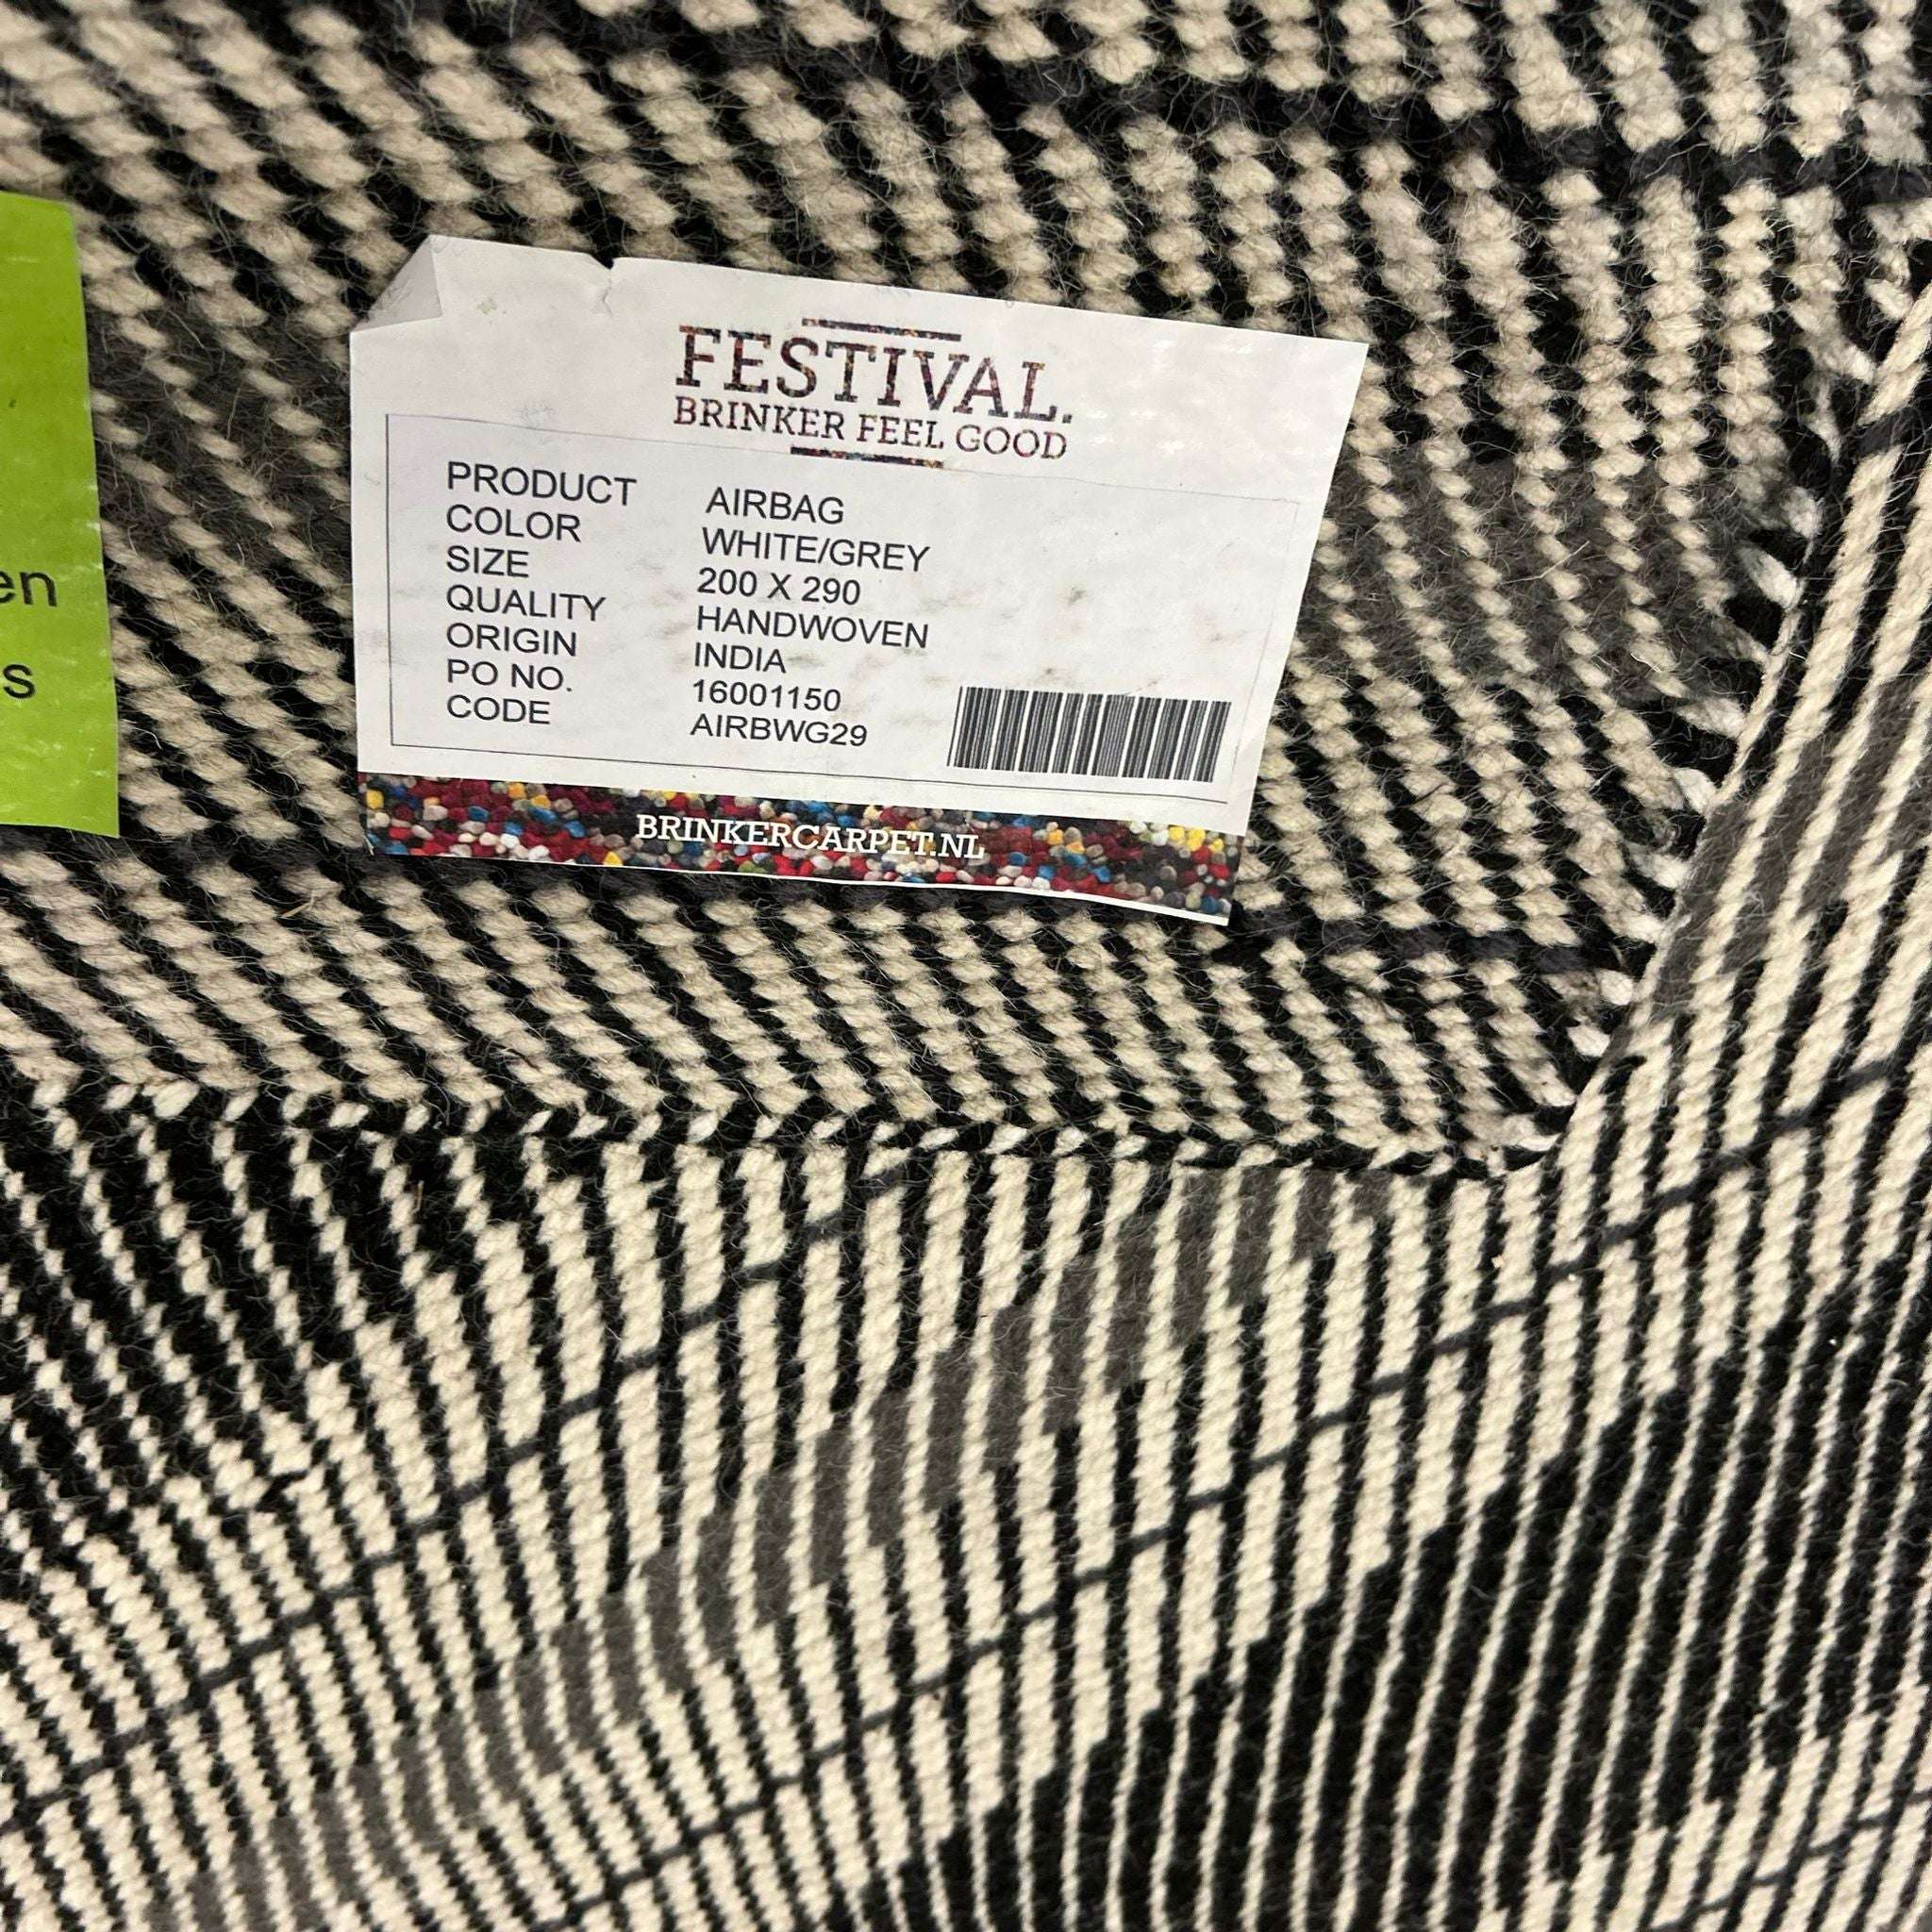 FESTIVAL.
BRINKER FEEL GOOD
PRODUCT AIRBAG
COLOR WHITE/GREY
SIZE 200 X 290
QUALITY HANDWOVEN
ORIGIN INDIA
PO NO. 16001150
CODE AIRBWG29
BRINKERCARPET.NL
en
s